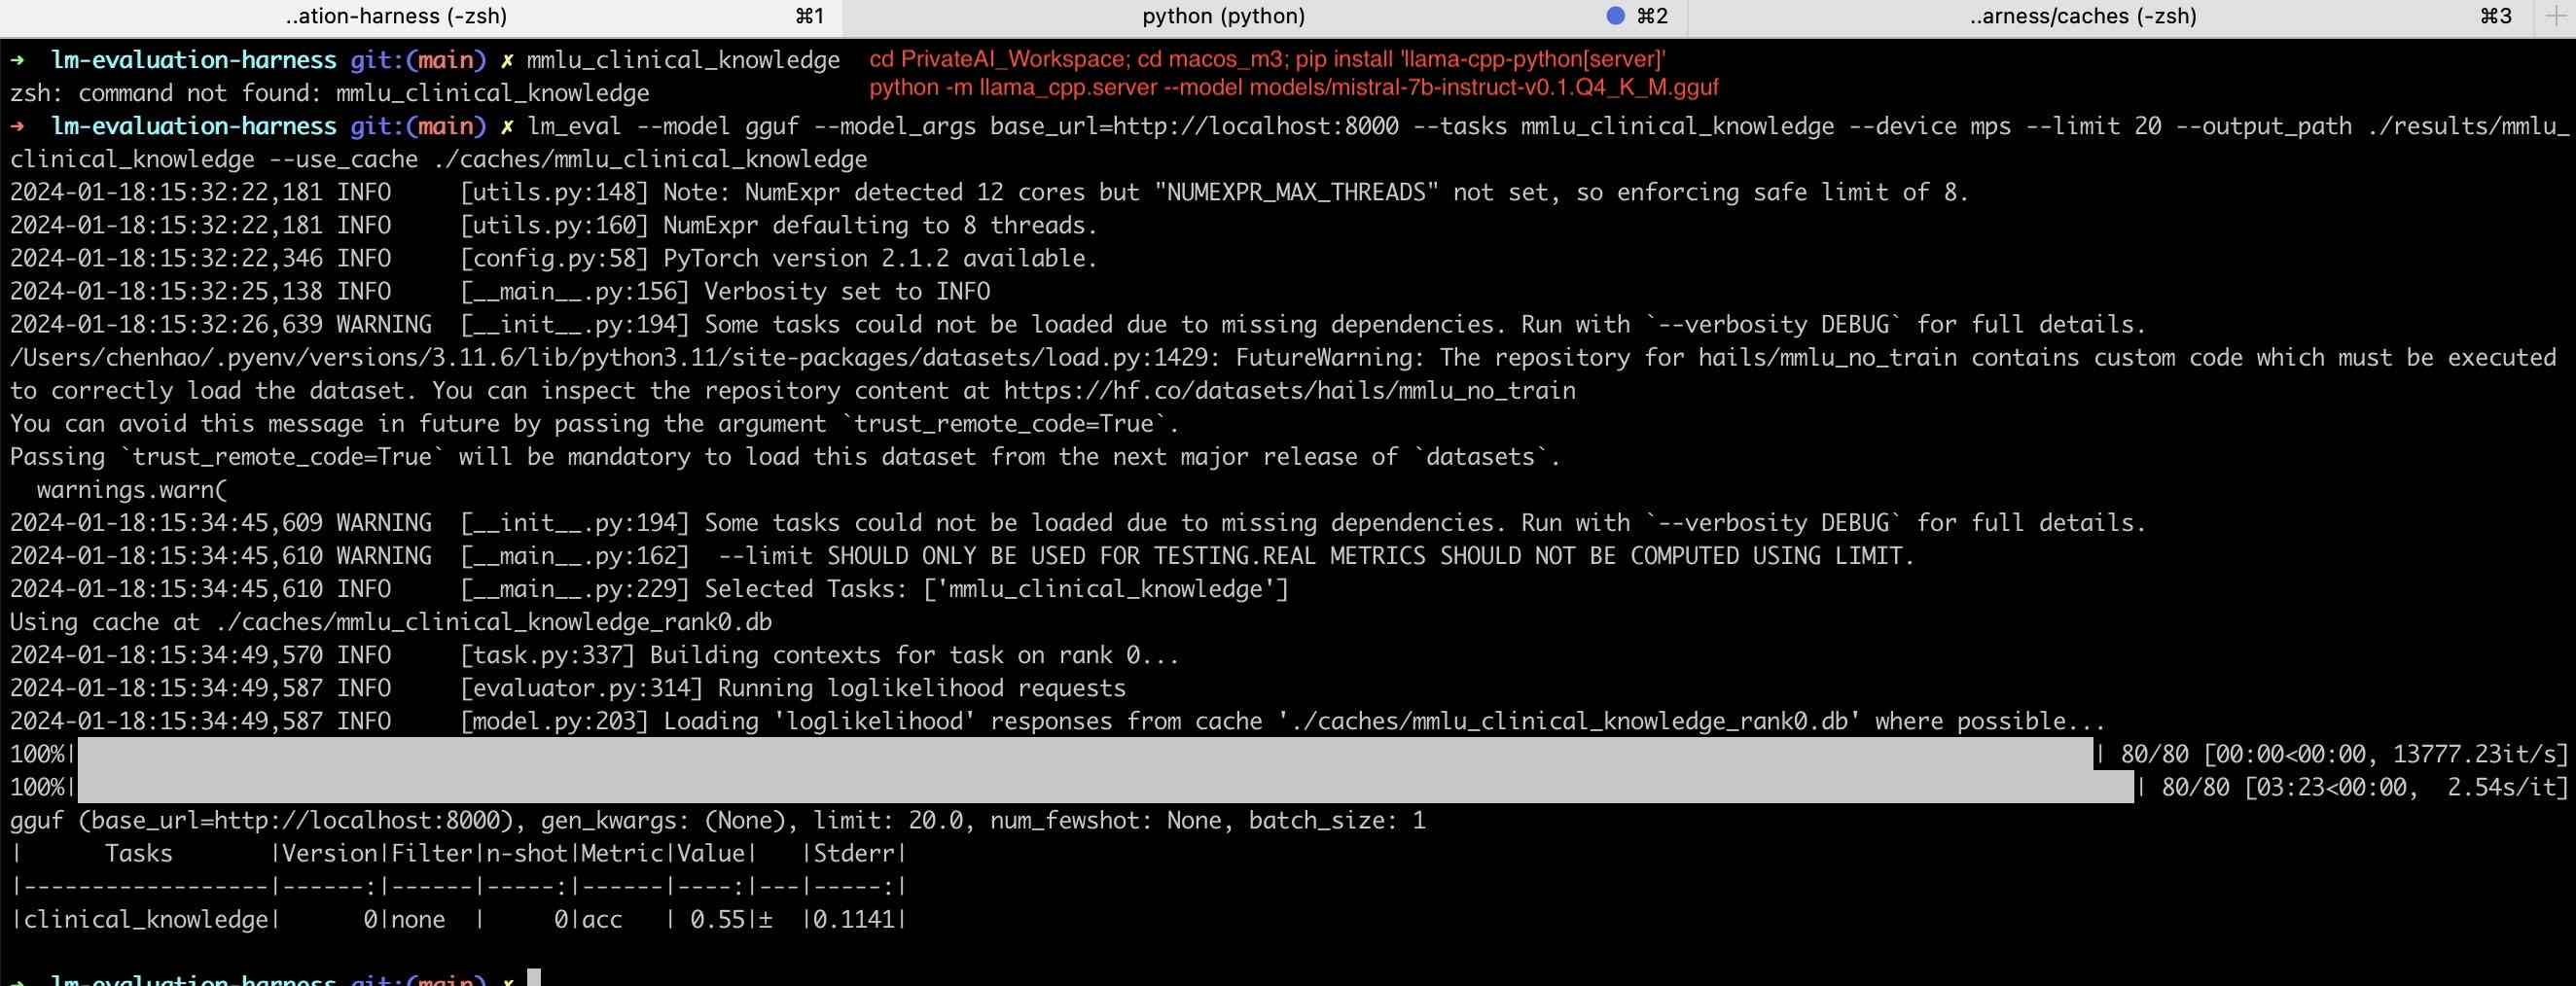 ..ation-harness (-zsh) ⌘1 python (python) ⌘2 ..arness/caches (-zsh) ⌘3
➜ lm-evaluation-harness git:(main) ✗ mmlu_clinical_knowledge
cd PrivateAI_Workspace; cd macos_m3; pip install 'llama-cpp-python[server]'
python -m llama_cpp.server --model models/mistral-7b-instruct-v0.1.Q4_K_M.gguf
zsh: command not found: mmlu_clinical_knowledge
➜ lm-evaluation-harness git:(main) ✗ lm_eval --model gguf --model_args base_url=http://localhost:8000 --tasks mmlu_clinical_knowledge --device mps --limit 20 --output_path ./results/mmlu_
clinical_knowledge --use_cache ./caches/mmlu_clinical_knowledge
2024-01-18:15:32:22,181 INFO     [utils.py:148] Note: NumExpr detected 12 cores but "NUMEXPR_MAX_THREADS" not set, so enforcing safe limit of 8.
2024-01-18:15:32:22,181 INFO     [utils.py:160] NumExpr defaulting to 8 threads.
2024-01-18:15:32:22,346 INFO     [config.py:58] PyTorch version 2.1.2 available.
2024-01-18:15:32:25,138 INFO     [__main__.py:156] Verbosity set to INFO
2024-01-18:15:32:26,639 WARNING  [__init__.py:194] Some tasks could not be loaded due to missing dependencies. Run with `--verbosity DEBUG` for full details.
/Users/chenhao/.pyenv/versions/3.11.6/lib/python3.11/site-packages/datasets/load.py:1429: FutureWarning: The repository for hails/mmlu_no_train contains custom code which must be executed
to correctly load the dataset. You can inspect the repository content at https://hf.co/datasets/hails/mmlu_no_train
You can avoid this message in future by passing the argument `trust_remote_code=True`.
Passing `trust_remote_code=True` will be mandatory to load this dataset from the next major release of `datasets`.
  warnings.warn(
2024-01-18:15:34:45,609 WARNING  [__init__.py:194] Some tasks could not be loaded due to missing dependencies. Run with `--verbosity DEBUG` for full details.
2024-01-18:15:34:45,610 WARNING  [__main__.py:162]  --limit SHOULD ONLY BE USED FOR TESTING.REAL METRICS SHOULD NOT BE COMPUTED USING LIMIT.
2024-01-18:15:34:45,610 INFO     [__main__.py:229] Selected Tasks: ['mmlu_clinical_knowledge']
Using cache at ./caches/mmlu_clinical_knowledge_rank0.db
2024-01-18:15:34:49,570 INFO     [task.py:337] Building contexts for task on rank 0...
2024-01-18:15:34:49,587 INFO     [evaluator.py:314] Running loglikelihood requests
2024-01-18:15:34:49,587 INFO     [model.py:203] Loading 'loglikelihood' responses from cache './caches/mmlu_clinical_knowledge_rank0.db' where possible...
100%| | 80/80 [00:00<00:00, 13777.23it/s]
100%| | 80/80 [03:23<00:00,  2.54s/it]
gguf (base_url=http://localhost:8000), gen_kwargs: (None), limit: 20.0, num_fewshot: None, batch_size: 1
|      Tasks       |Version|Filter|n-shot|Metric|Value|   |Stderr|
|------------------|------:|------|-----:|------|----:|---|-----:|
|clinical_knowledge|      0|none  |     0|acc   | 0.55|±  |0.1141|
➜ lm-evaluation-harness git:(main) ✗